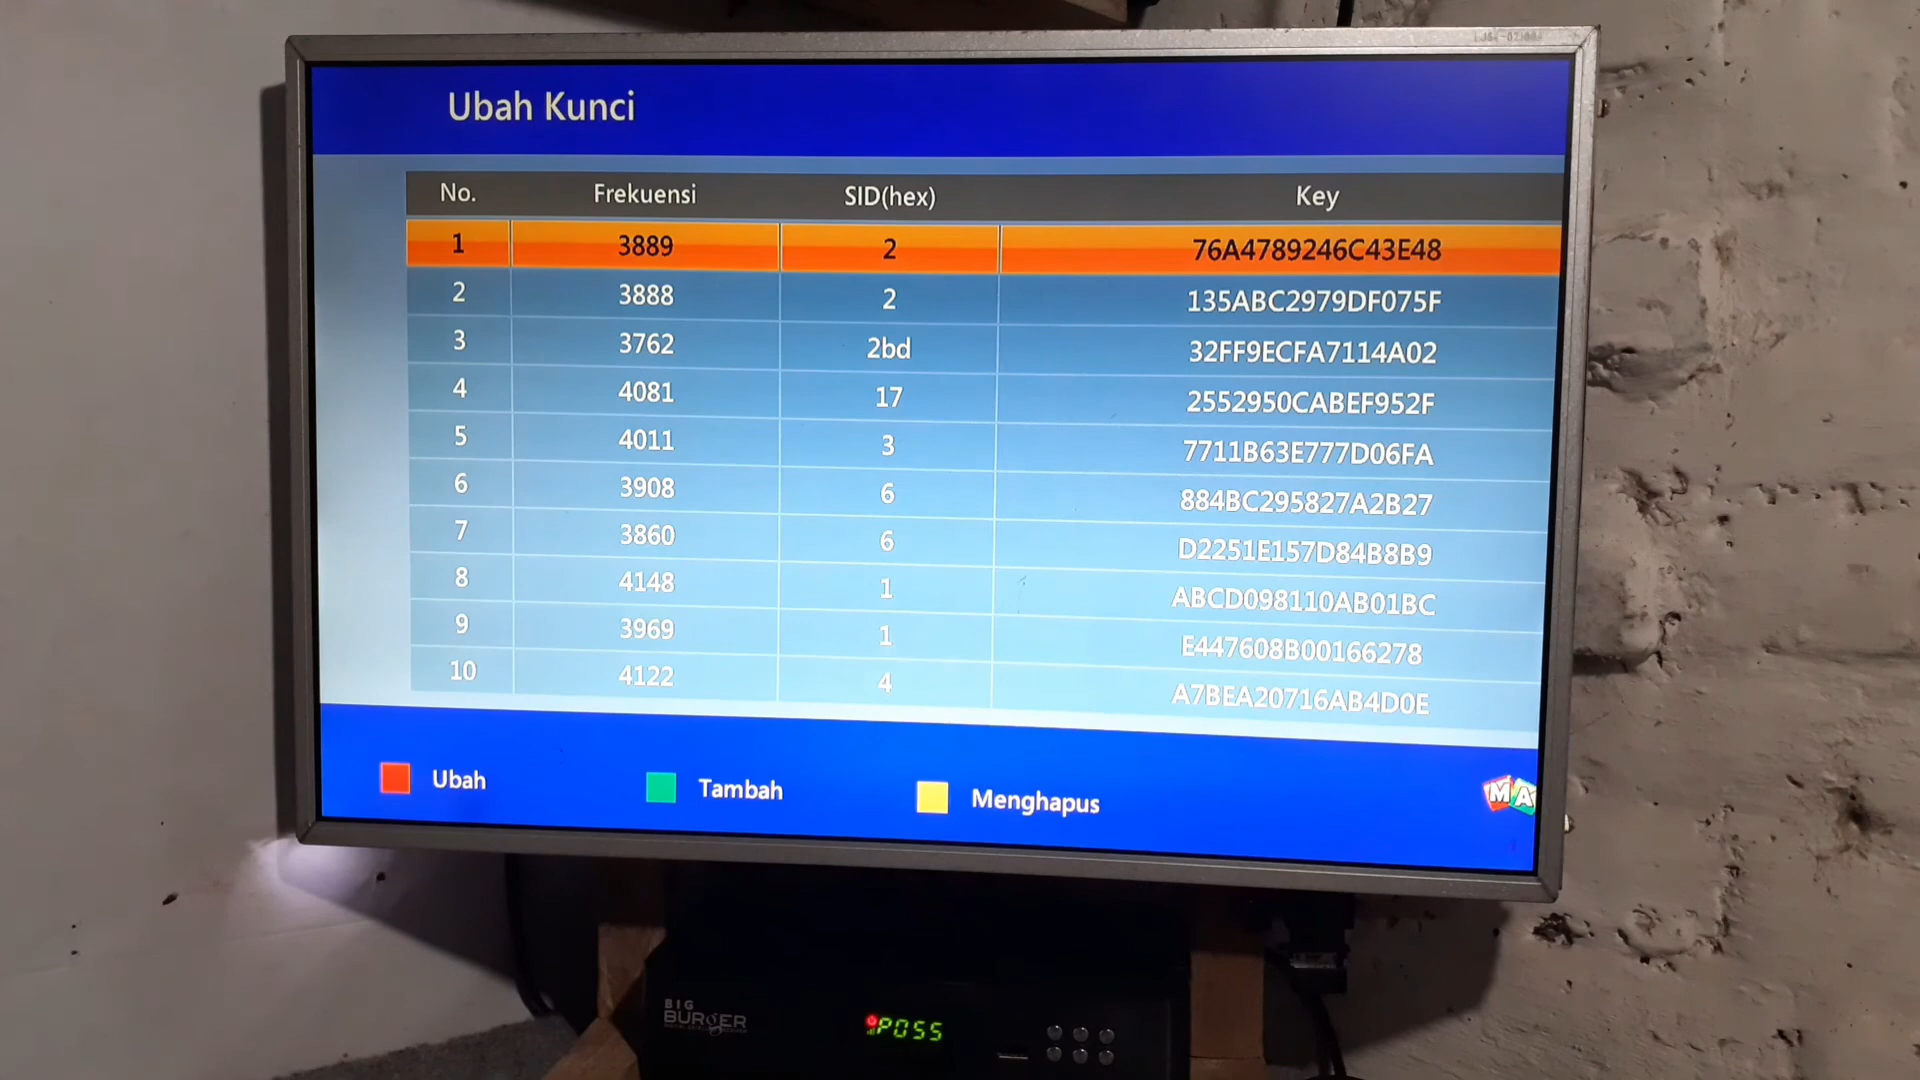 Ubah Kunci
No. Frekuensi SID(hex) Key
1 3889 2 76A4789246C43E48
2 3888 2 135ABC2979DF075F
3 3762 2bd 32FF9ECFA7114A02
4 4081 17 2552950CABEF952F
5 4011 3 7711B63E777D06FA
6 3908 6 884BC295827A2B27
7 3860 6 D2251E157D84B8B9
8 4148 1 ABCD098110AB01BC
9 3969 1 E447608B00166278
10 4122 4 A7BEA20716AB4D0E
Ubah Tambah Menghapus
MA
BIG
BURgER
P055